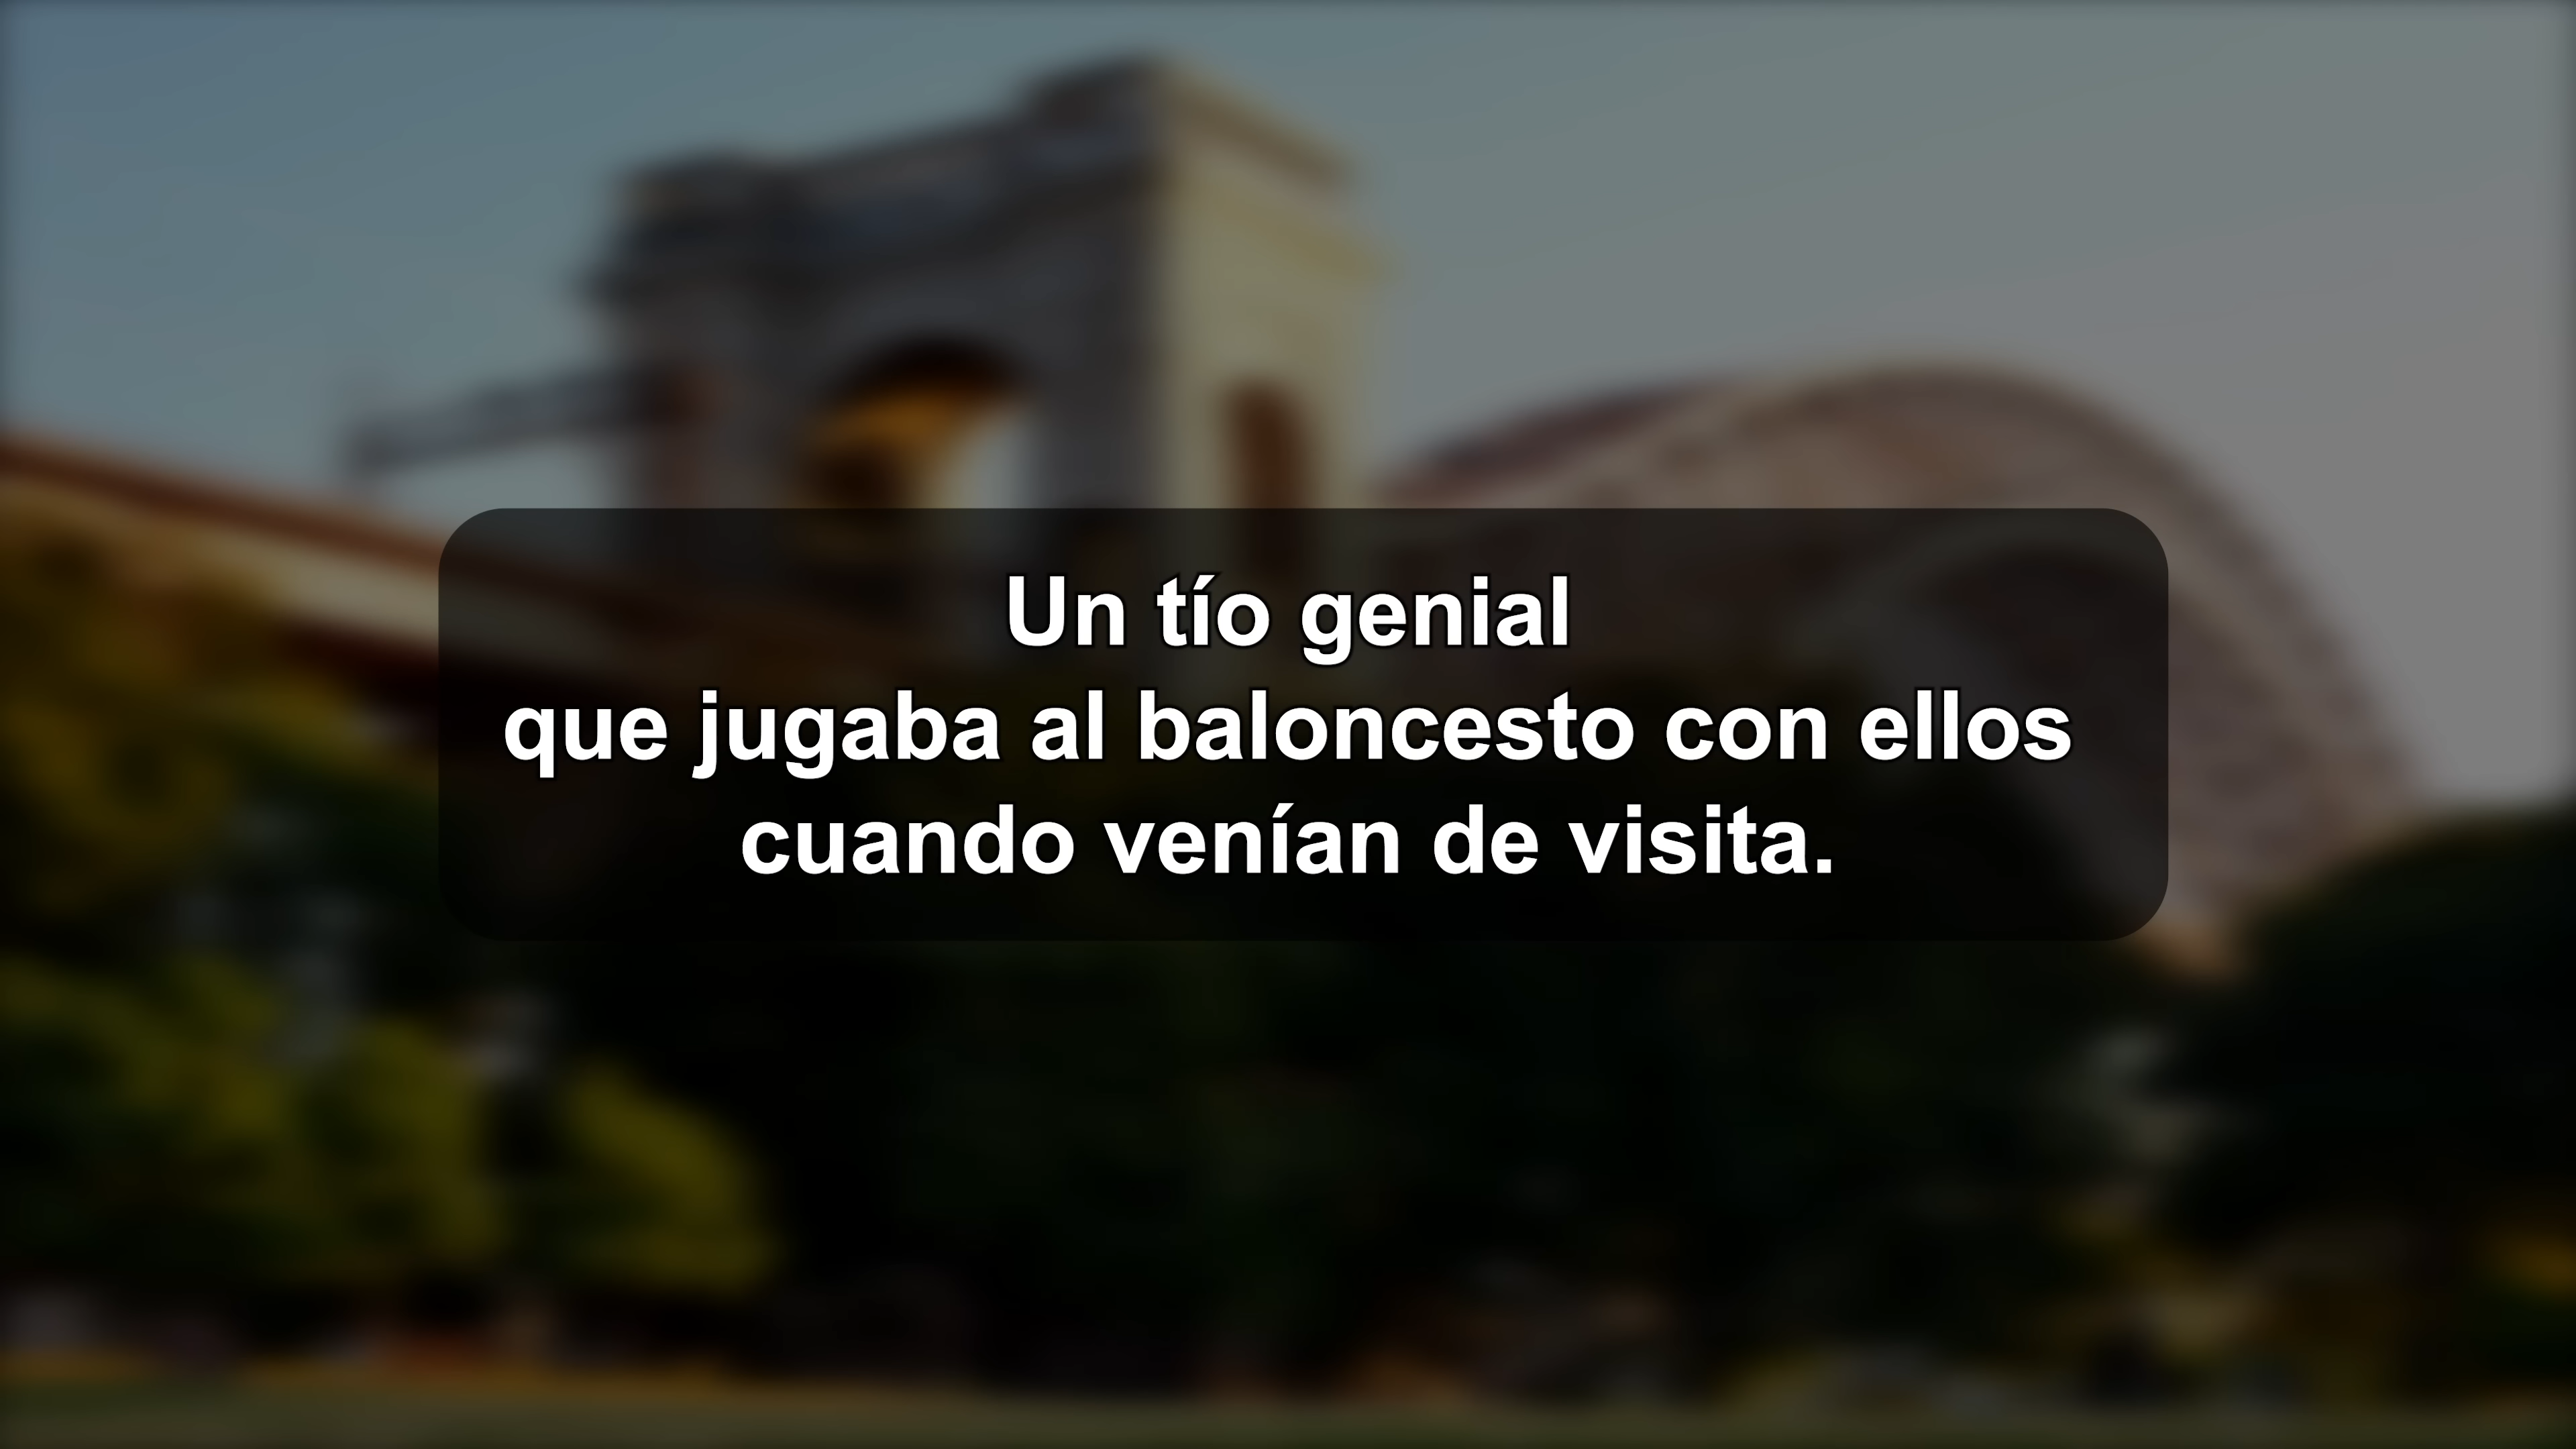 Un tío genial
que jugaba al baloncesto con ellos
cuando venían de visita.